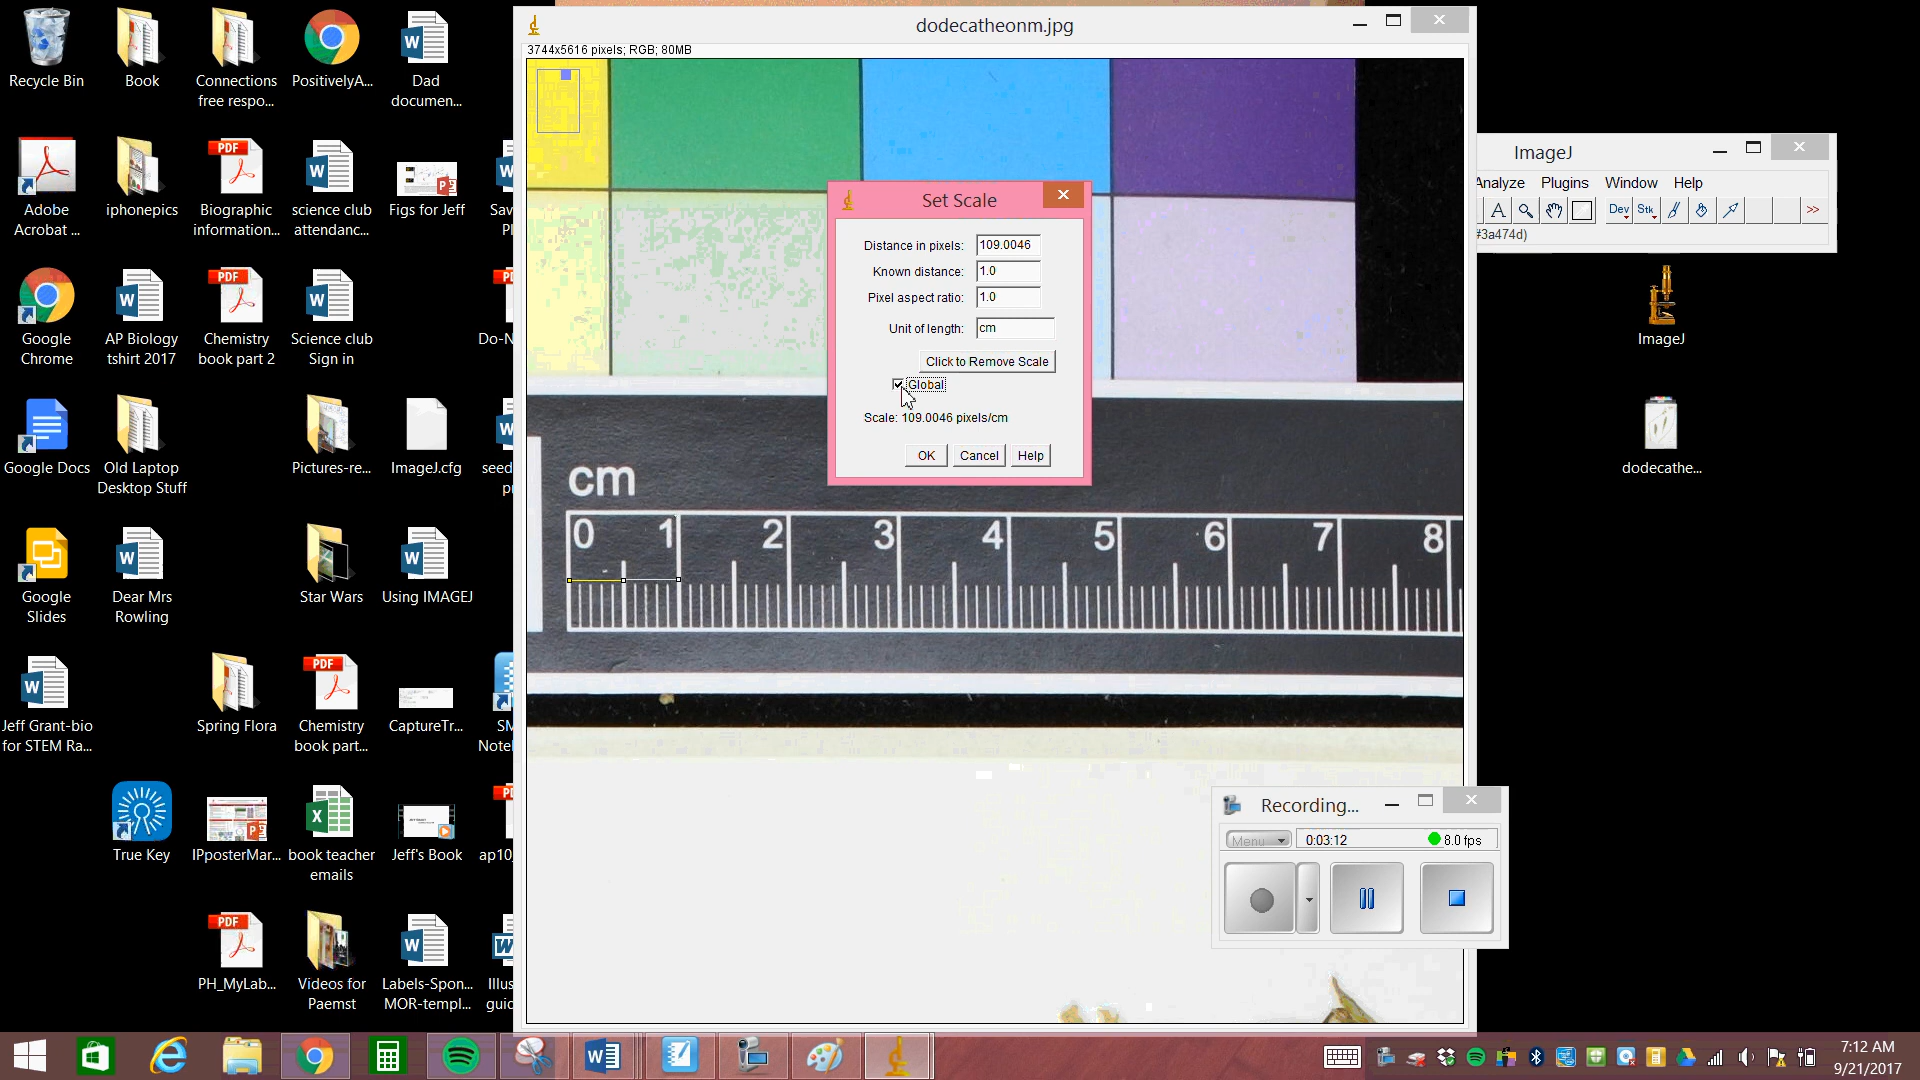 Recycle Bin
Book
Connections
free respo...
PositivelyA...
Dad
documen...
Adobe
Acrobat ...
iphonepics
Biographic
information...
science club
attendanc...
Figs for Jeff
Google
Chrome
AP Biology
tshirt 2017
Chemistry
book part 2
Science club
Sign in
Google Docs
Old Laptop
Desktop Stuff
Pictures-re...
ImageJ.cfg
seed
Google
Slides
Dear Mrs
Rowling
Star Wars
Using IMAGEJ
Jeff Grant-bio
for STEM Ra...
Spring Flora
Chemistry
book part...
CaptureTr...
True Key
IPposterMar...
book teacher
emails
Jeff's Book
PH_MyLab...
Videos for
Paemst
Labels-Spon...
MOR-templ...
dodecatheonm.jpg
3744x5616 pixels; RGB; 80MB
Set Scale
Distance in pixels: 109.0046
Known distance: 1.0
Pixel aspect ratio: 1.0
Unit of length: cm
Click to Remove Scale
Global
Scale: 109.0046 pixels/cm
OK Cancel Help
cm
0 1 2 3 4 5 6 7 8
ImageJ
Analyze Plugins Window Help
A Dev Stk >>
#3a474d)
ImageJ
dodecathe...
Recording...
Menu 0:03:12 8.0 fps
7:12 AM
9/21/2017